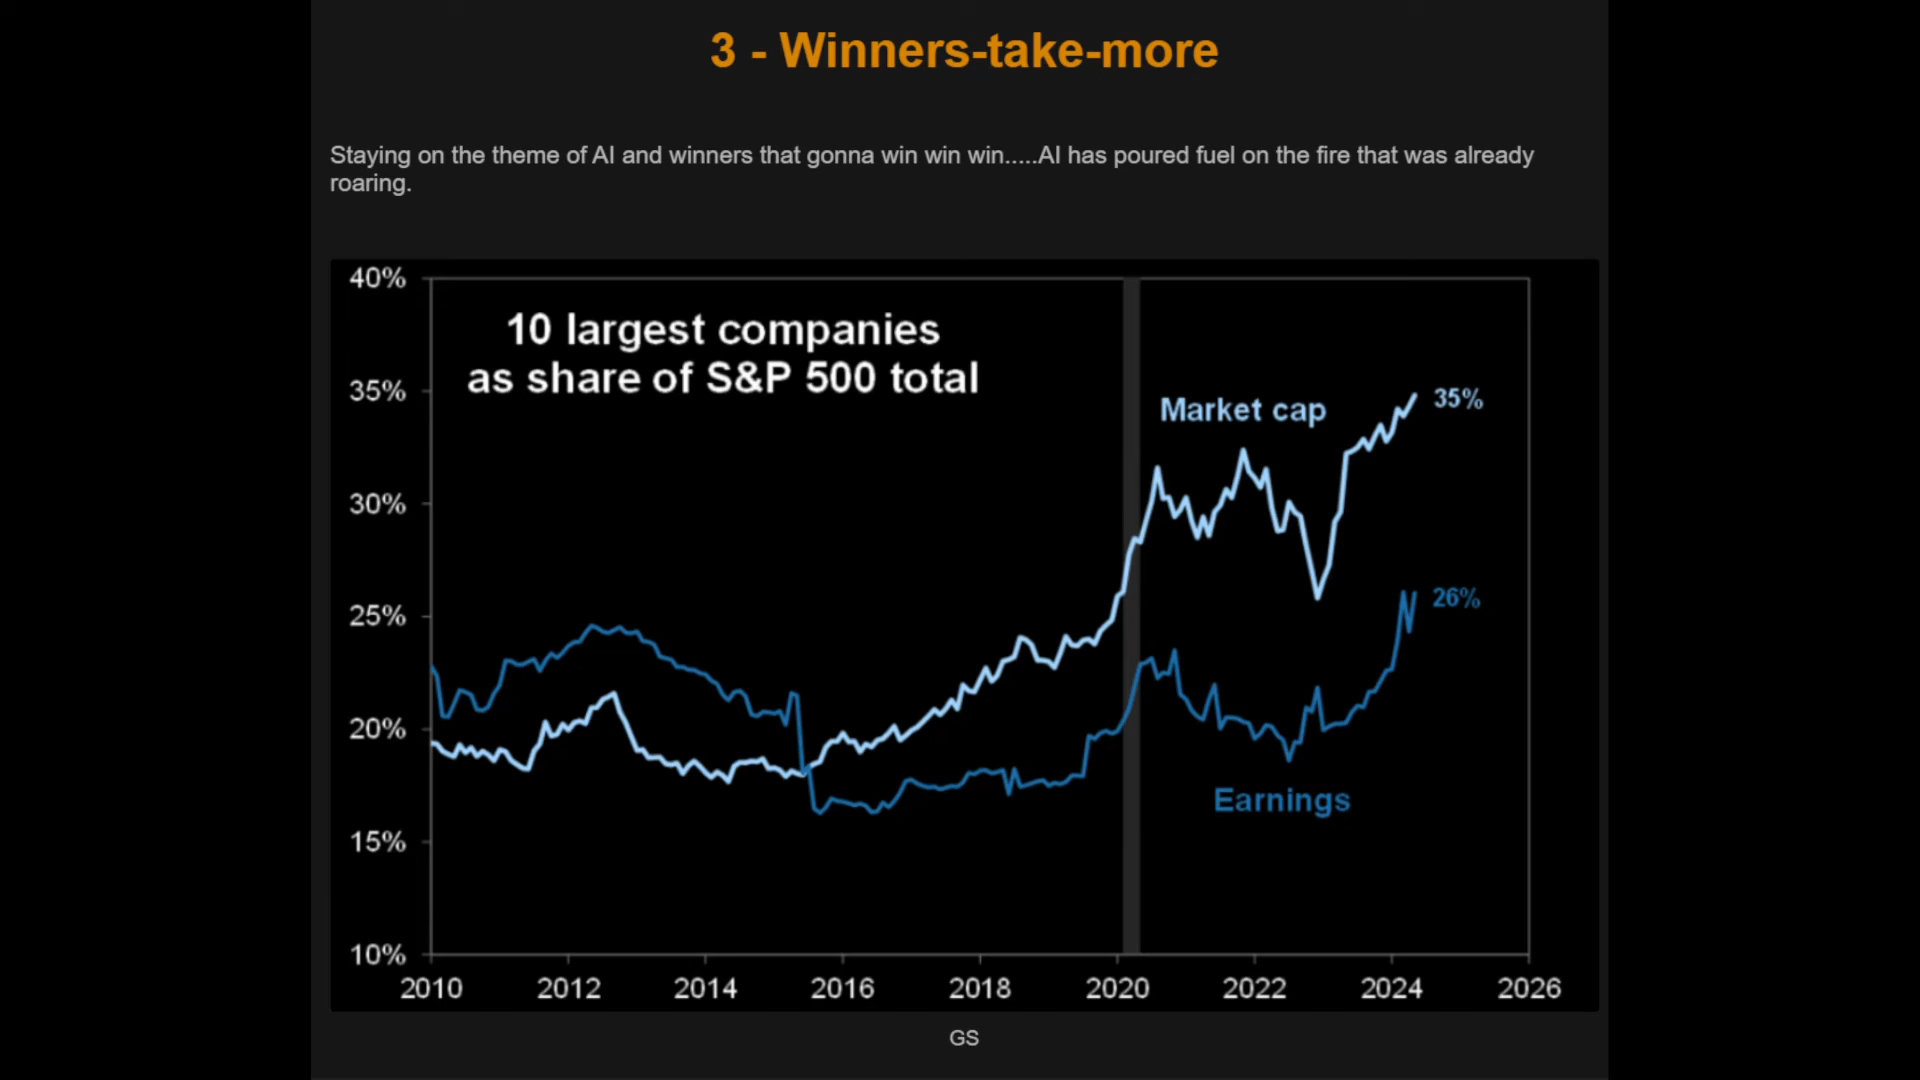 3 - Winners-take-more
Staying on the theme of AI and winners that gonna win win win.....AI has poured fuel on the fire that was already
roaring.
10 largest companies
as share of S&P 500 total
40%
35%
30%
25%
20%
15%
10%
Market cap
35%
26%
Earnings
2010 2012 2014 2016 2018 2020 2022 2024 2026
GS